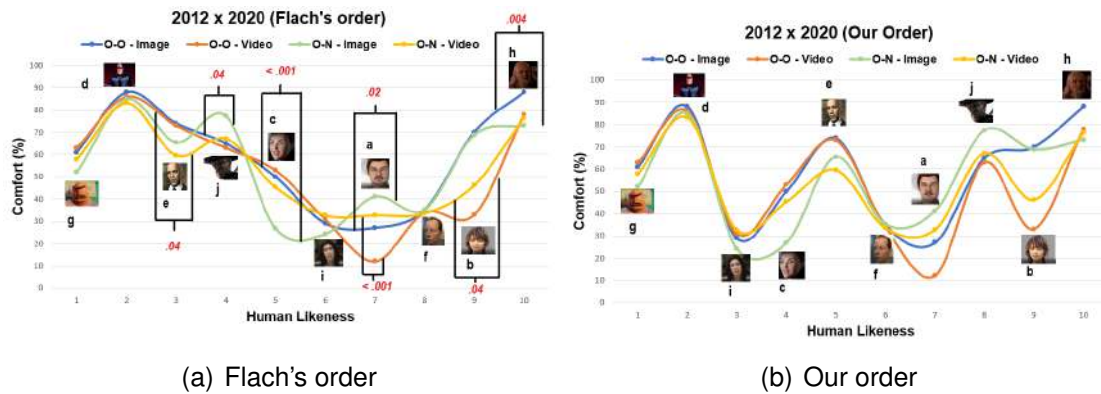 2012 x 2020 (Flach's order)
O-O - Image O-O - Video O-N - Image O-N - Video
.004
.04
< .001
.02
h
d
c
a
e
j
g
.04
i
f
b
< .001
.04
Comfort (%)
100
90
80
70
60
50
40
30
20
10
0
1 2 3 4 5 6 7 8 9 10
Human Likeness
(a) Flach's order
2012 x 2020 (Our Order)
O-O - Image O-O - Video O-N - Image O-N - Video
h
d
e
j
a
g
i
c
f
b
Comfort (%)
100
90
80
70
60
50
40
30
20
10
0
1 2 3 4 5 6 7 8 9 10
Human Likeness
(b) Our order